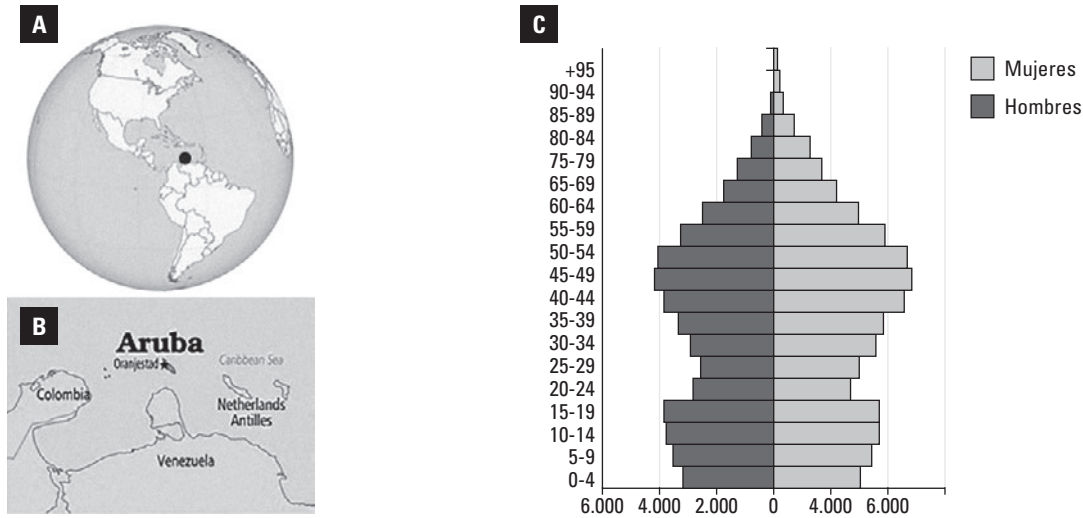 A
B
Aruba
Oranjestad
Caribbean Sea
Colombia
Netherlands
Antilles
Venezuela
C
+95
90-94
85-89
80-84
75-79
65-69
60-64
55-59
50-54
45-49
40-44
35-39
30-34
25-29
20-24
15-19
10-14
5-9
0-4
6.000 4.000 2.000 0 4.000 6.000
Mujeres
Hombres